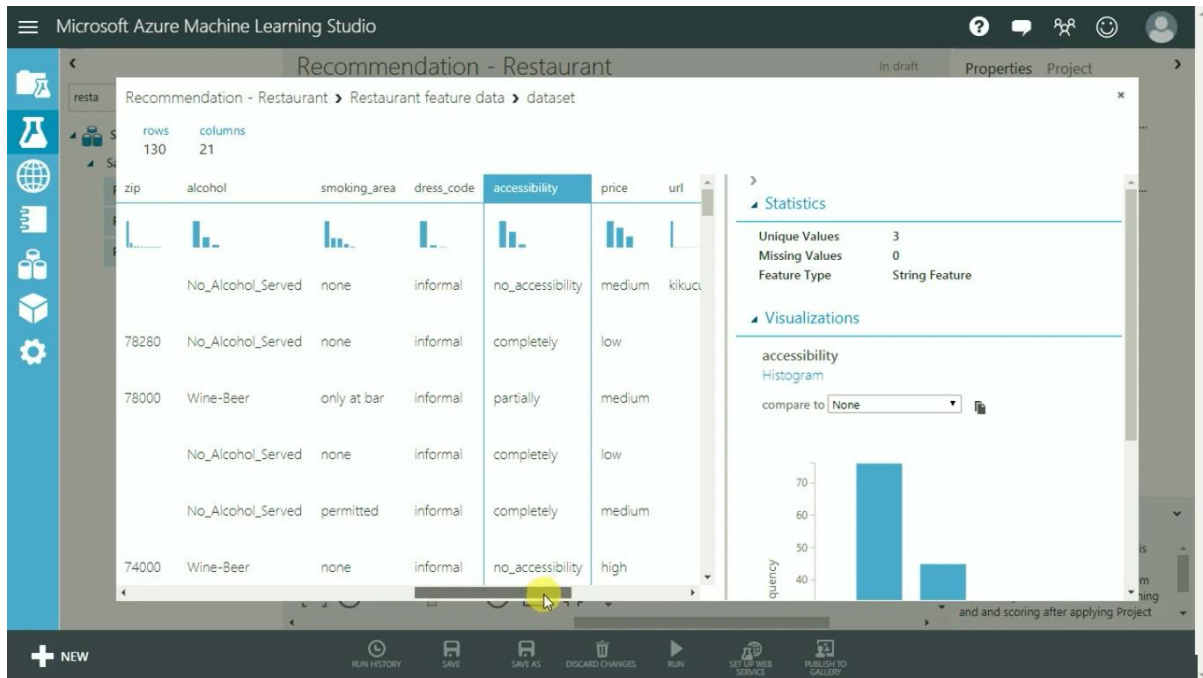 Microsoft Azure Machine Learning Studio
Recommendation - Restaurant
In draft
Properties Project
resta
Recommendation - Restaurant > Restaurant feature data > dataset
rows columns
130 21
zip alcohol smoking_area dress_code accessibility price url
No_Alcohol_Served none informal no_accessibility medium kikucu
78280 No_Alcohol_Served none informal completely low
78000 Wine-Beer only at bar informal partially medium
No_Alcohol_Served none informal completely low
No_Alcohol_Served permitted informal completely medium
74000 Wine-Beer none informal no_accessibility high
Statistics
Unique Values 3
Missing Values 0
Feature Type String Feature
Visualizations
accessibility
Histogram
compare to None
70
60
50
40
quency
and and scoring after applying Project
NEW
RUN HISTORY
SAVE
SAVE AS
DISCARD CHANGES
RUN
SET UP WEB SERVICE
PUBLISH TO GALLERY